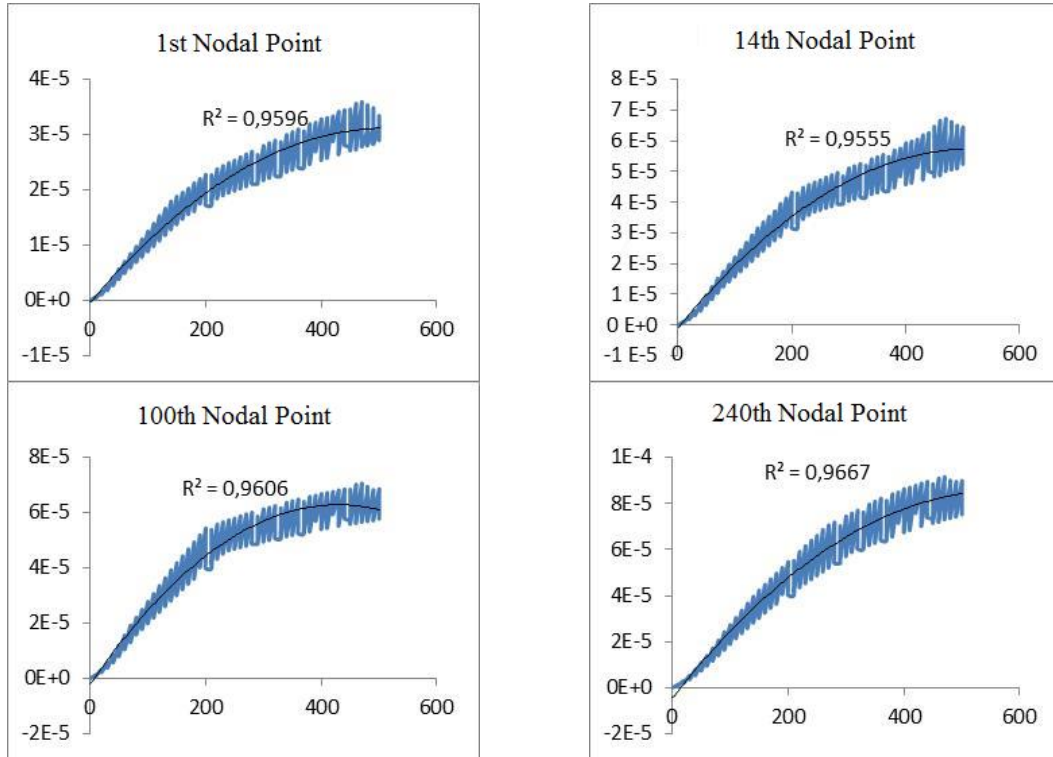 1st Nodal Point
4E-5
R² = 0,9596
3E-5
2E-5
1E-5
0E+0
0 200 400 600
-1E-5
14th Nodal Point
8 E-5
7 E-5
R² = 0,9555
6 E-5
5 E-5
4 E-5
3 E-5
2 E-5
1 E-5
0 E+0
0 200 400 600
-1 E-5
100th Nodal Point
8E-5
R² = 0,9606
6E-5
4E-5
2E-5
0E+0
0 200 400 600
-2E-5
240th Nodal Point
1E-4
R² = 0,9667
8E-5
6E-5
4E-5
2E-5
0E+0
0 200 400 600
-2E-5